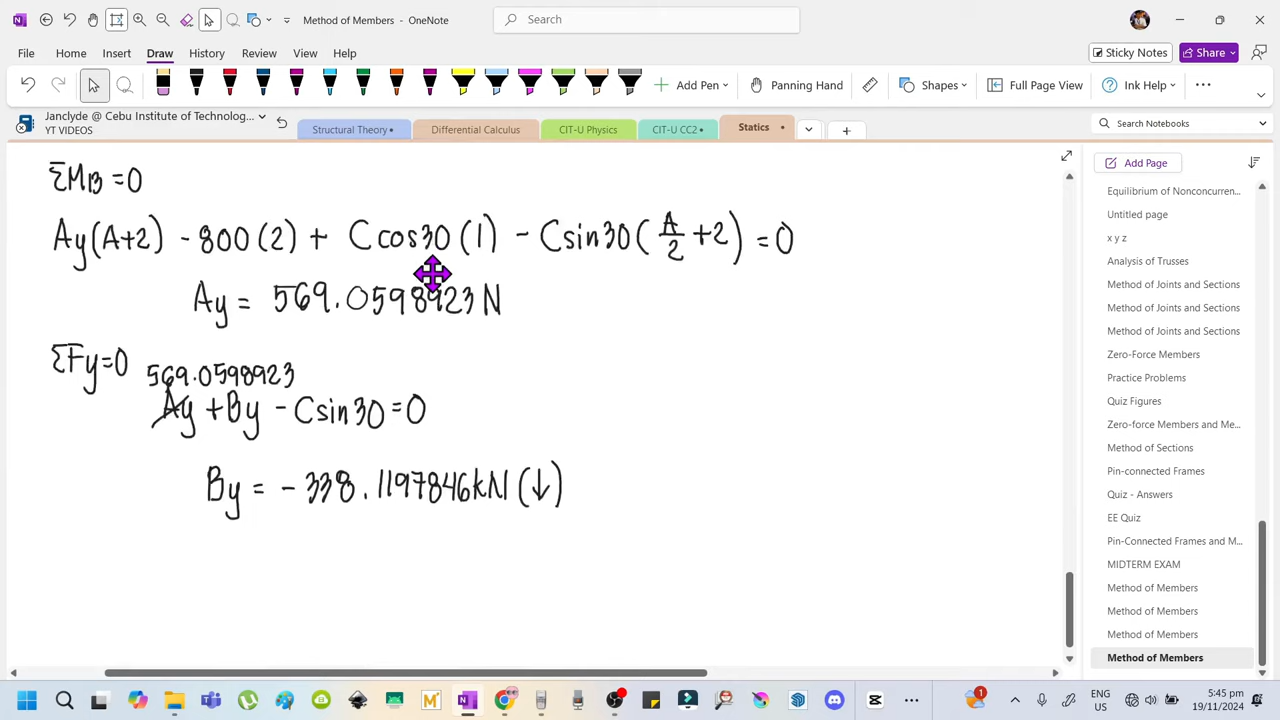 Method of Members - OneNote
Search
File Home Insert Draw History Review View Help
Sticky Notes
Share
Add Pen
Panning Hand
Shapes
Full Page View
Ink Help
Janclyde @ Cebu Institute of Technolog...
YT VIDEOS
Structural Theory
Differential Calculus
CIT-U Physics
CIT-U CC2
Statics
Search Notebooks
Add Page
ΣMB =0
Ay(A+2) - 800(2) + Ccos30(1) - Csin30(A/2 +2) =0
Ay = 569.0598923N
ΣFy=0
569.0598923
Ay +By - Csin30=0
By = -338.1197846kN(↓)
Equilibrium of Nonconcurren...
Untitled page
x y z
Analysis of Trusses
Method of Joints and Sections
Method of Joints and Sections
Method of Joints and Sections
Zero-Force Members
Practice Problems
Quiz Figures
Zero-force Members and Me...
Method of Sections
Pin-connected Frames
Quiz - Answers
EE Quiz
Pin-Connected Frames and M...
MIDTERM EXAM
Method of Members
Method of Members
Method of Members
Method of Members
1
ENG
US
5:45 pm
19/11/2024